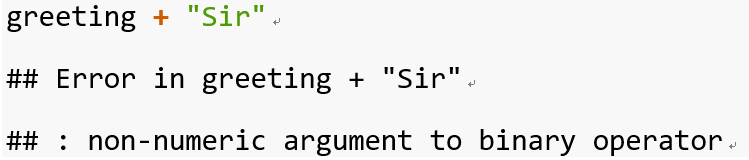 greeting + "Sir"
## Error in greeting + "Sir"
## : non-numeric argument to binary operator